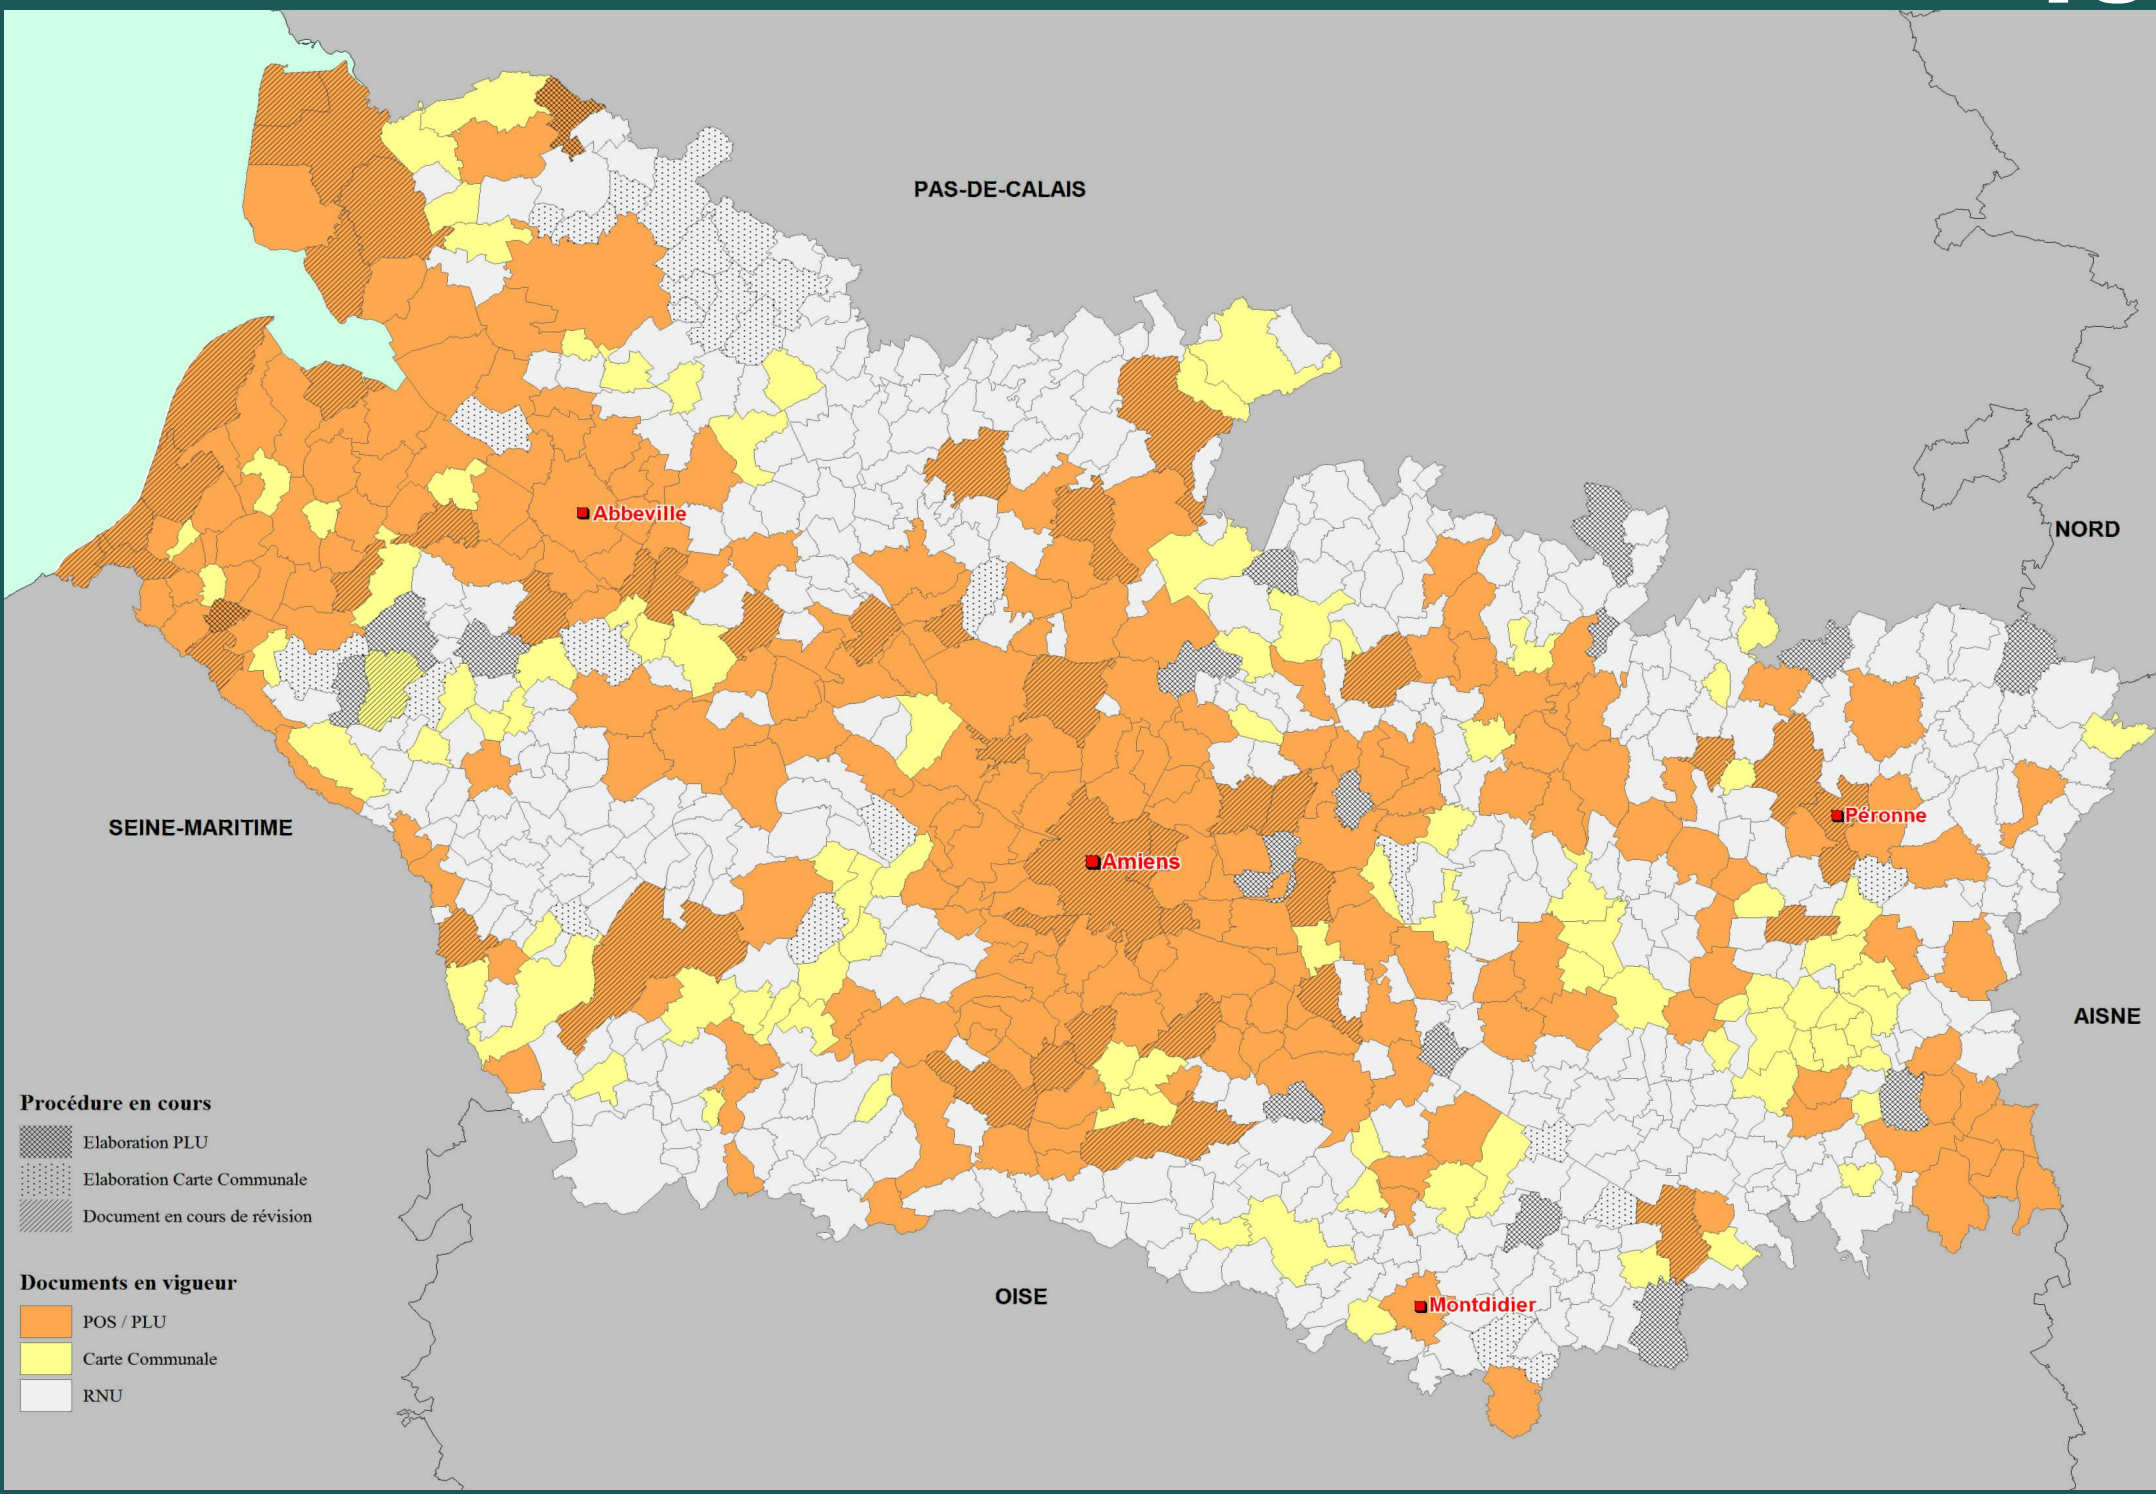 PAS-DE-CALAIS
Abbeville
NORD
SEINE-MARITIME
Péronne
Amiens
AISNE
Procédure en cours
Elaboration PLU
Elaboration Carte Communale
Document en cours de révision
Documents en vigueur
OISE
Montdidier
POS / PLU
Carte Communale
RNU